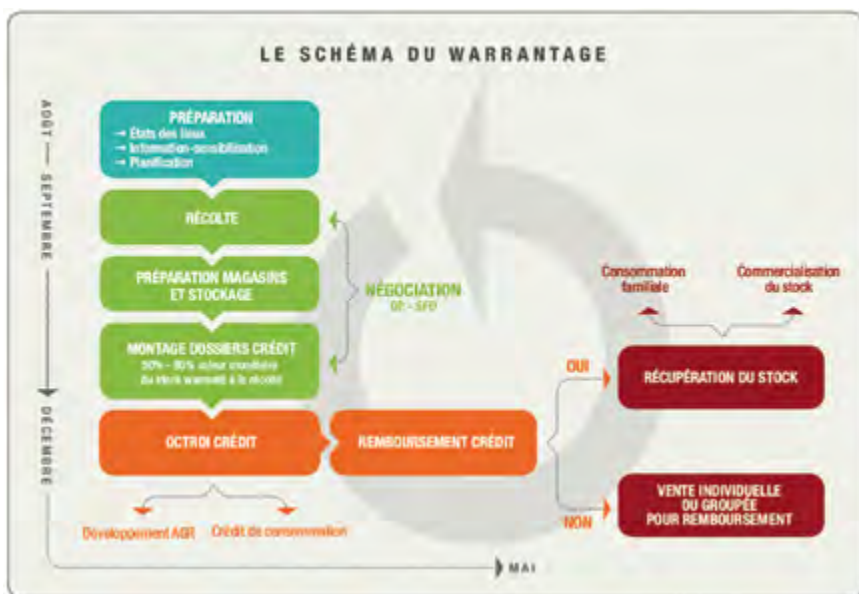 LE SCHÉMA DU WARRANTAGE
AOÛT
SEPTEMBRE
DÉCEMBRE
PRÉPARATION
→ États des lieux
→ Information-sensibilisation
→ Planification
RÉCOLTE
PRÉPARATION MAGASINS
ET STOCKAGE
NÉGOCIATION
OP - SFD
MONTAGE DOSSIERS CRÉDIT
50% - 80% valeur monétaire
du stock warranté à la récolte
OCTROI CRÉDIT
Développement AGR
Crédit de consommation
REMBOURSEMENT CRÉDIT
OUI
NON
Consommation
familiale
Commercialisation
du stock
RÉCUPÉRATION DU STOCK
VENTE INDIVIDUELLE
OU GROUPÉE
POUR REMBOURSEMENT
MAI